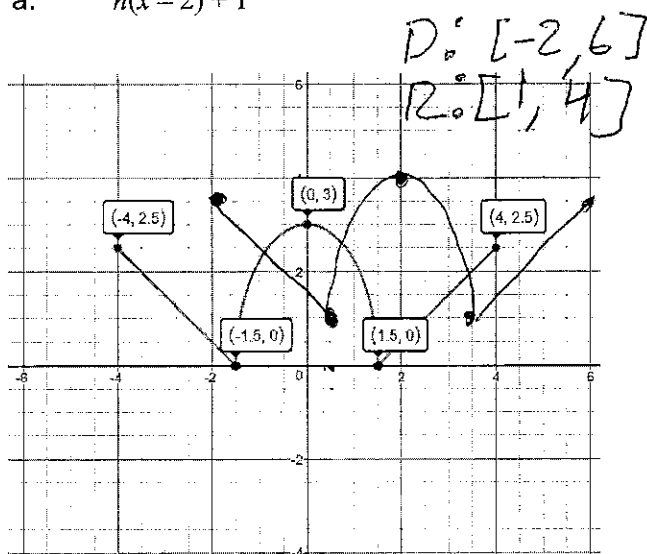 a. h(x – 2) + 1
D: [-2, 6]
R: [1, 4]
6
(0, 3)
(-4, 2.5)
(4, 2.5)
2
(-1.5, 0)
(1.5, 0)
-6 -4 -2 0 2 4 6
-2
-4